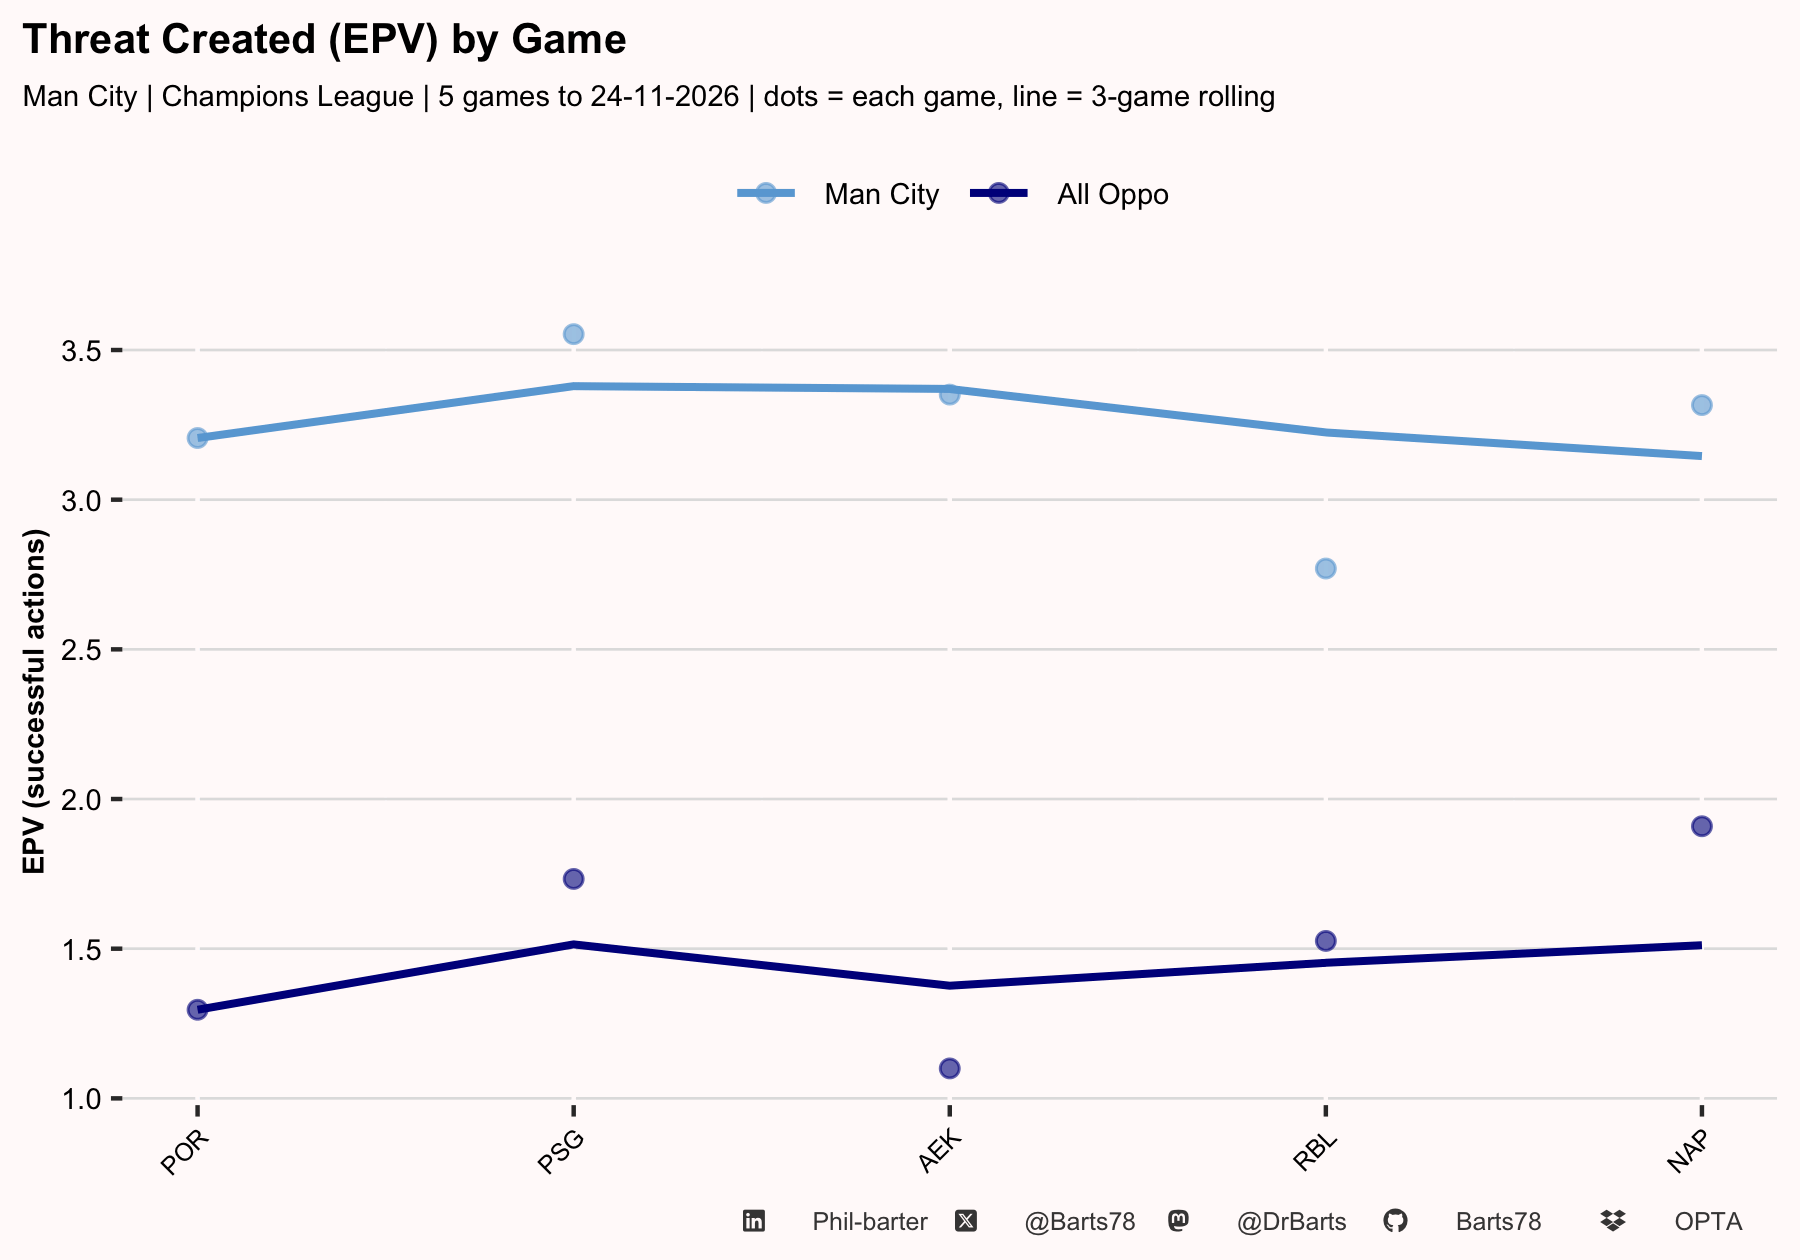 Threat Created (EPV) by Game
Man City | Champions League | 5 games to 24-11-2026 | dots = each game, line = 3-game rolling
Man City
All Oppo
EPV (successful actions)
3.5
3.0
2.5
2.0
1.5
1.0
POR
PSG
AEK
RBL
NAP
Phil-barter
@Barts78
@DrBarts
Barts78
OPTA